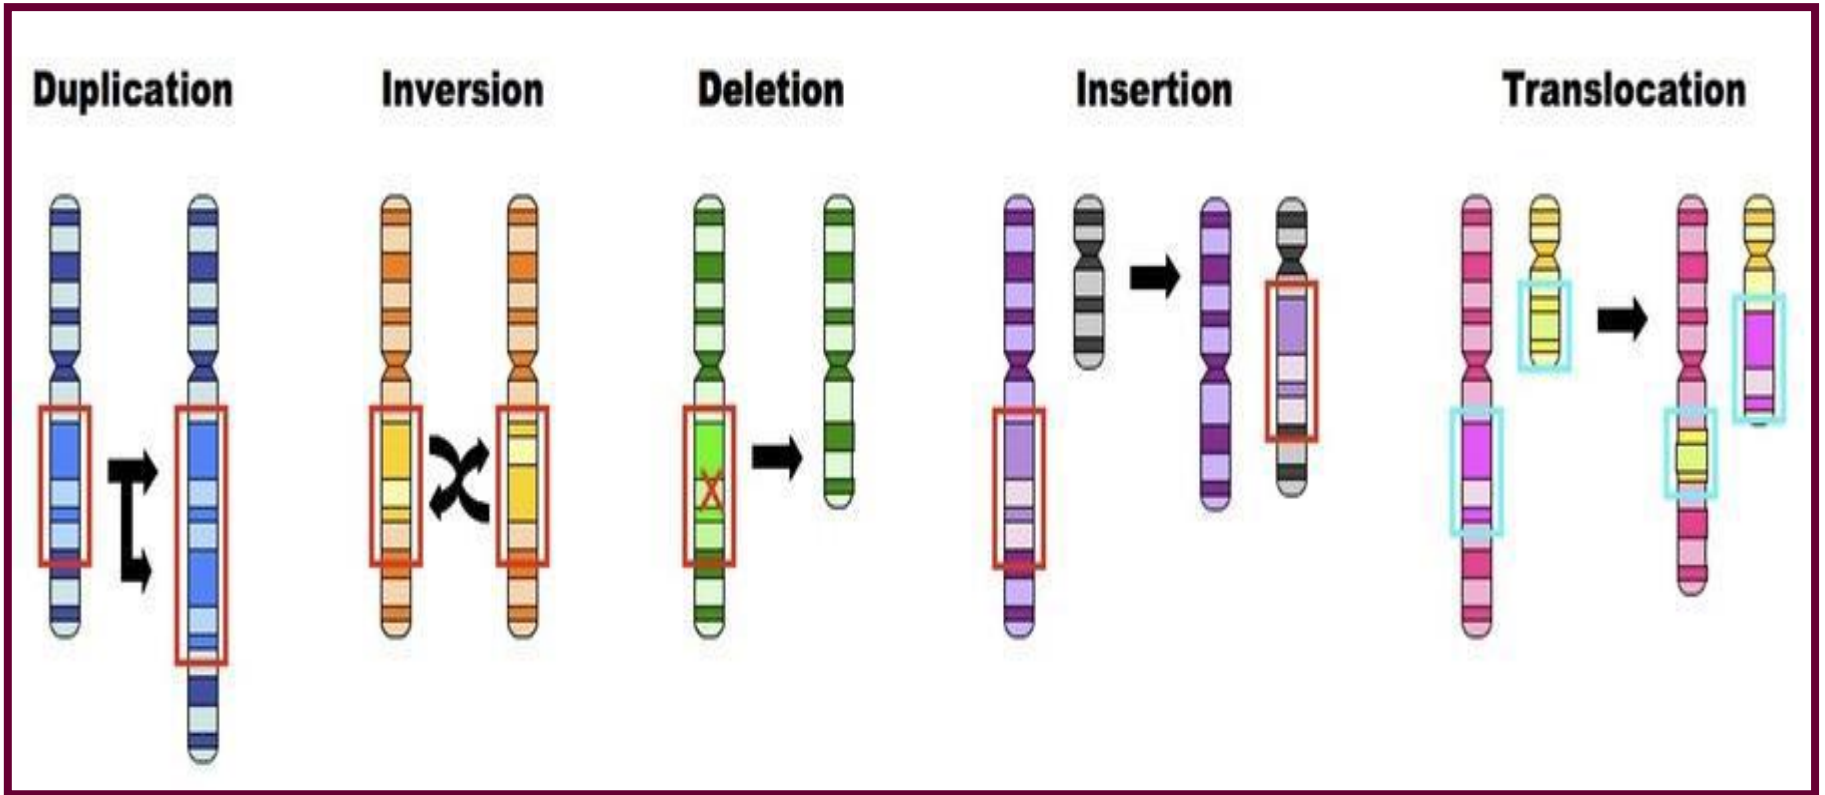 Duplication
Inversion
Deletion
Insertion
Translocation